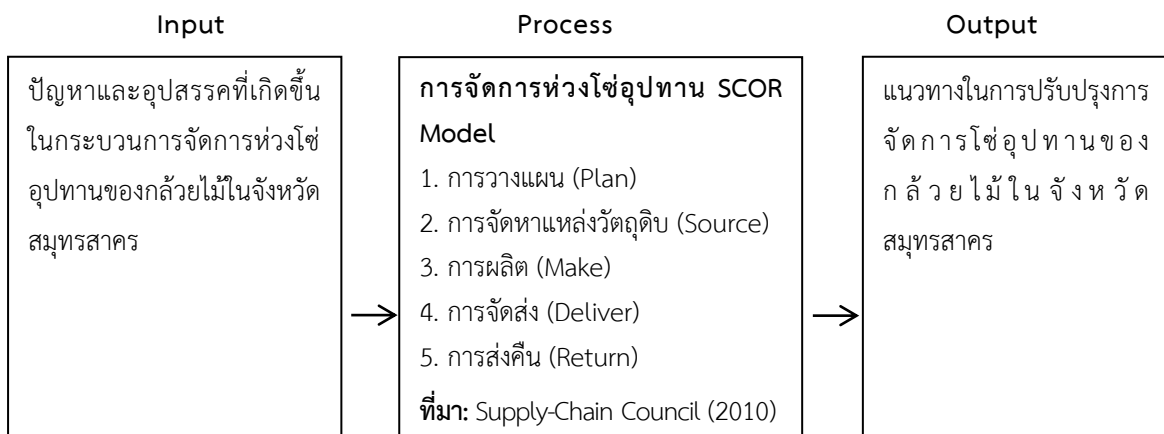 Input
Process
Output
ปัญหาและอุปสรรคที่เกิดขึ้น
ในกระบวนการจัดการห่วงโซ่
อุปทานของกล้วยไม้ในจังหวัด
สมุทรสาคร
การจัดการห่วงโซ่อุปทาน SCOR
Model
1. การวางแผน (Plan)
2. การจัดหาแหล่งวัตถุดิบ (Source)
3. การผลิต (Make)
4. การจัดส่ง (Deliver)
5. การส่งคืน (Return)
ที่มา: Supply-Chain Council (2010)
แนวทางในการปรับปรุงการ
จัดการโซ่อุปทานของ
กล้วยไม้ในจังหวัด
สมุทรสาคร